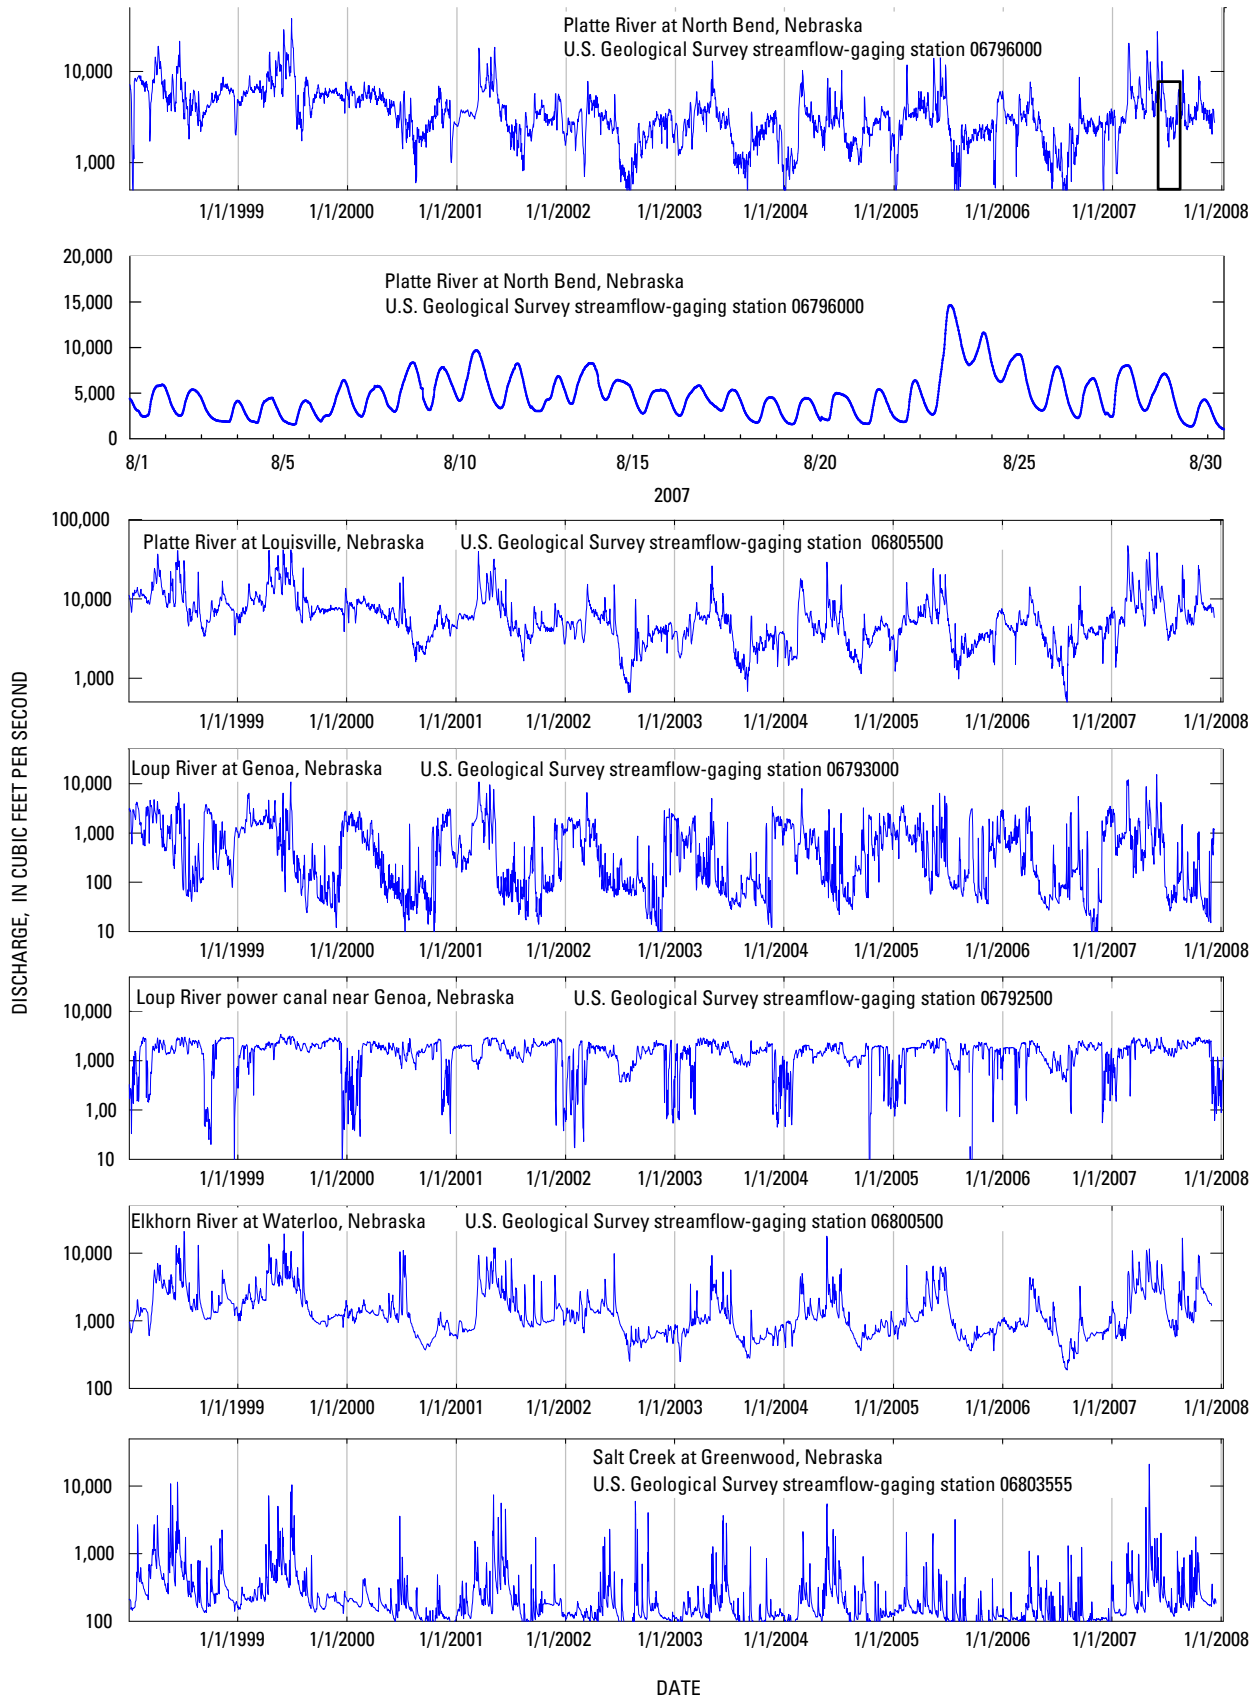 Platte River at North Bend, Nebraska
U.S. Geological Survey streamflow-gaging station 06796000
10,000
1,000
1/1/1999 1/1/2000 1/1/2001 1/1/2002 1/1/2003 1/1/2004 1/1/2005 1/1/2006 1/1/2007 1/1/2008
20,000
Platte River at North Bend, Nebraska
15,000
U.S. Geological Survey streamflow-gaging station 06796000
10,000
5,000
0
8/1 8/5 8/10 8/15 8/20 8/25 8/30
2007
100,000
Platte River at Louisville, Nebraska U.S. Geological Survey streamflow-gaging station 06805500
10,000
1,000
1/1/1999 1/1/2000 1/1/2001 1/1/2002 1/1/2003 1/1/2004 1/1/2005 1/1/2006 1/1/2007 1/1/2008
DISCHARGE, IN CUBIC FEET PER SECOND
Loup River at Genoa, Nebraska U.S. Geological Survey streamflow-gaging station 06793000
10,000
1,000
100
10
1/1/1999 1/1/2000 1/1/2001 1/1/2002 1/1/2003 1/1/2004 1/1/2005 1/1/2006 1/1/2007 1/1/2008
Loup River power canal near Genoa, Nebraska U.S. Geological Survey streamflow-gaging station 06792500
10,000
1,000
1,00
10
1/1/1999 1/1/2000 1/1/2001 1/1/2002 1/1/2003 1/1/2004 1/1/2005 1/1/2006 1/1/2007 1/1/2008
Elkhorn River at Waterloo, Nebraska U.S. Geological Survey streamflow-gaging station 06800500
10,000
1,000
100
1/1/1999 1/1/2000 1/1/2001 1/1/2002 1/1/2003 1/1/2004 1/1/2005 1/1/2006 1/1/2007 1/1/2008
Salt Creek at Greenwood, Nebraska
U.S. Geological Survey streamflow-gaging station 06803555
10,000
1,000
100
1/1/1999 1/1/2000 1/1/2001 1/1/2002 1/1/2003 1/1/2004 1/1/2005 1/1/2006 1/1/2007 1/1/2008
DATE